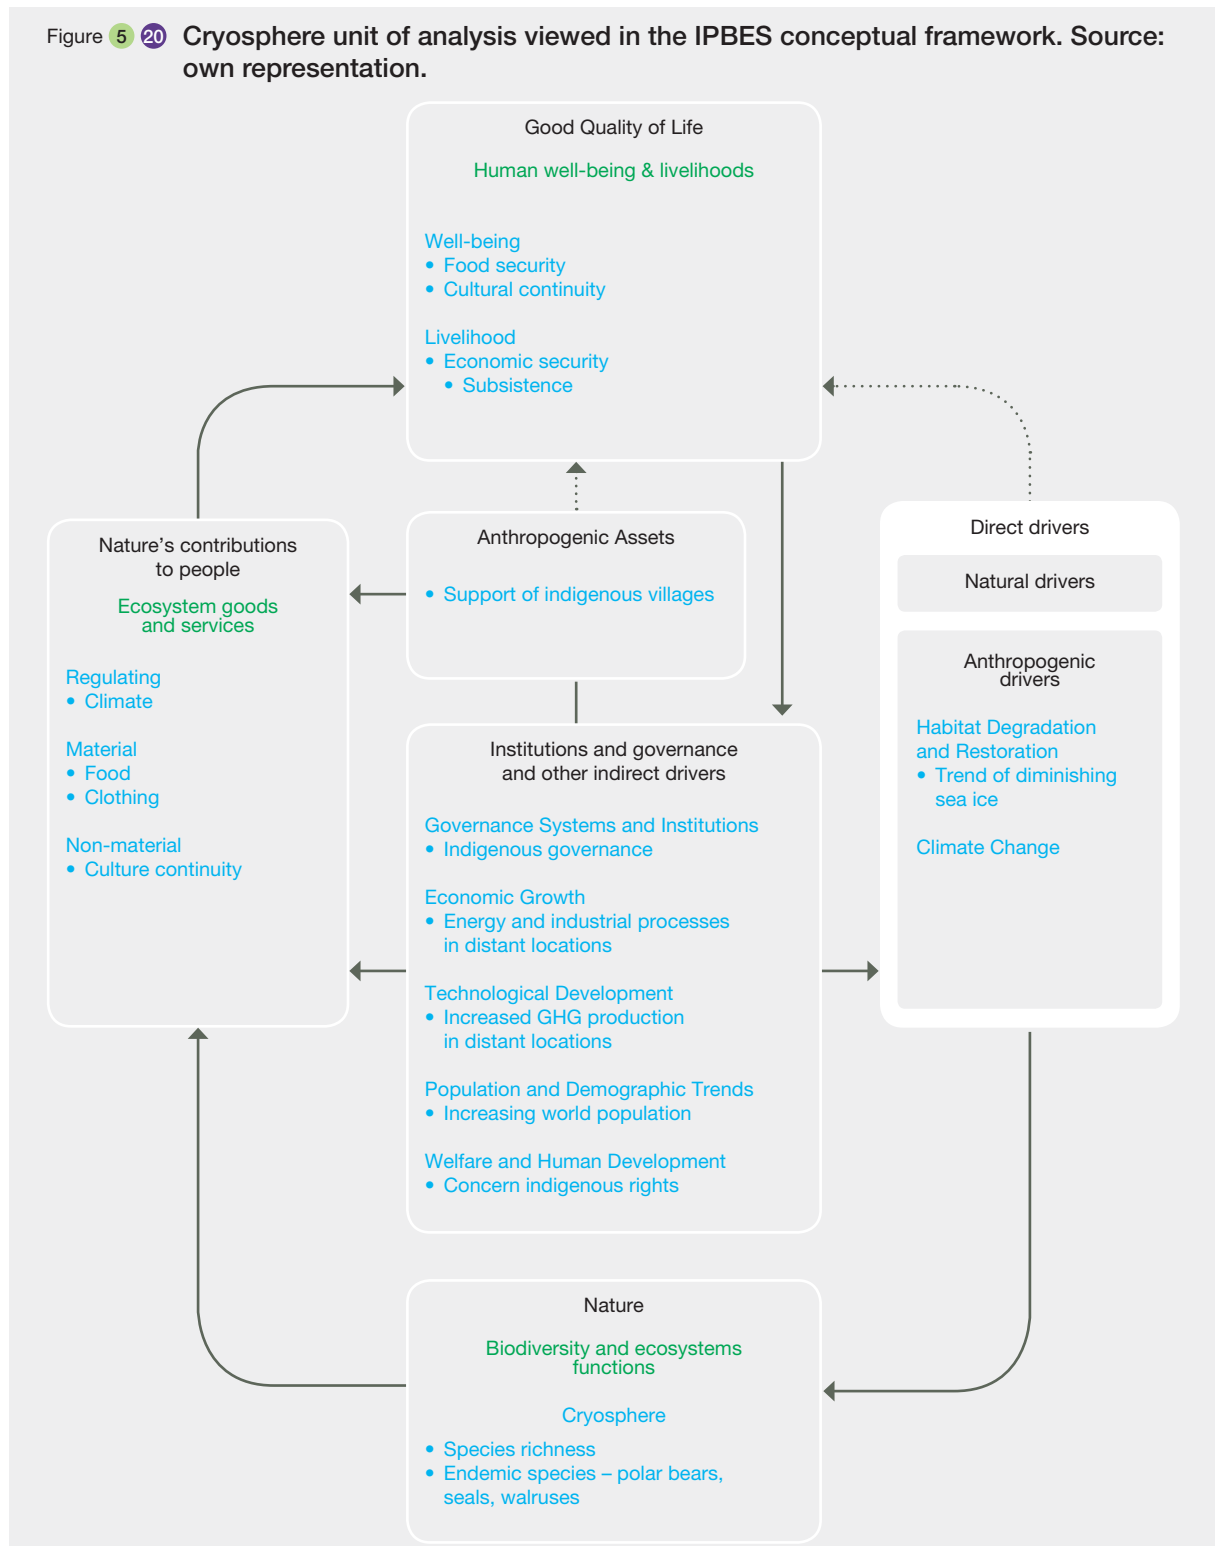 Figure 5 20 Cryosphere unit of analysis viewed in the IPBES conceptual framework. Source:
own representation.
Good Quality of Life
Human well-being & livelihoods
Well-being
• Food security
• Cultural continuity
Livelihood
• Economic security
• Subsistence
Nature's contributions
to people
Ecosystem goods
and services
Regulating
• Climate
Material
• Food
• Clothing
Non-material
• Culture continuity
Anthropogenic Assets
• Support of indigenous villages
Institutions and governance
and other indirect drivers
Governance Systems and Institutions
• Indigenous governance
Economic Growth
• Energy and industrial processes
in distant locations
Technological Development
• Increased GHG production
in distant locations
Population and Demographic Trends
• Increasing world population
Welfare and Human Development
• Concern indigenous rights
Direct drivers
Natural drivers
Anthropogenic
drivers
Habitat Degradation
and Restoration
• Trend of diminishing
sea ice
Climate Change
Nature
Biodiversity and ecosystems
functions
Cryosphere
• Species richness
• Endemic species – polar bears,
seals, walruses